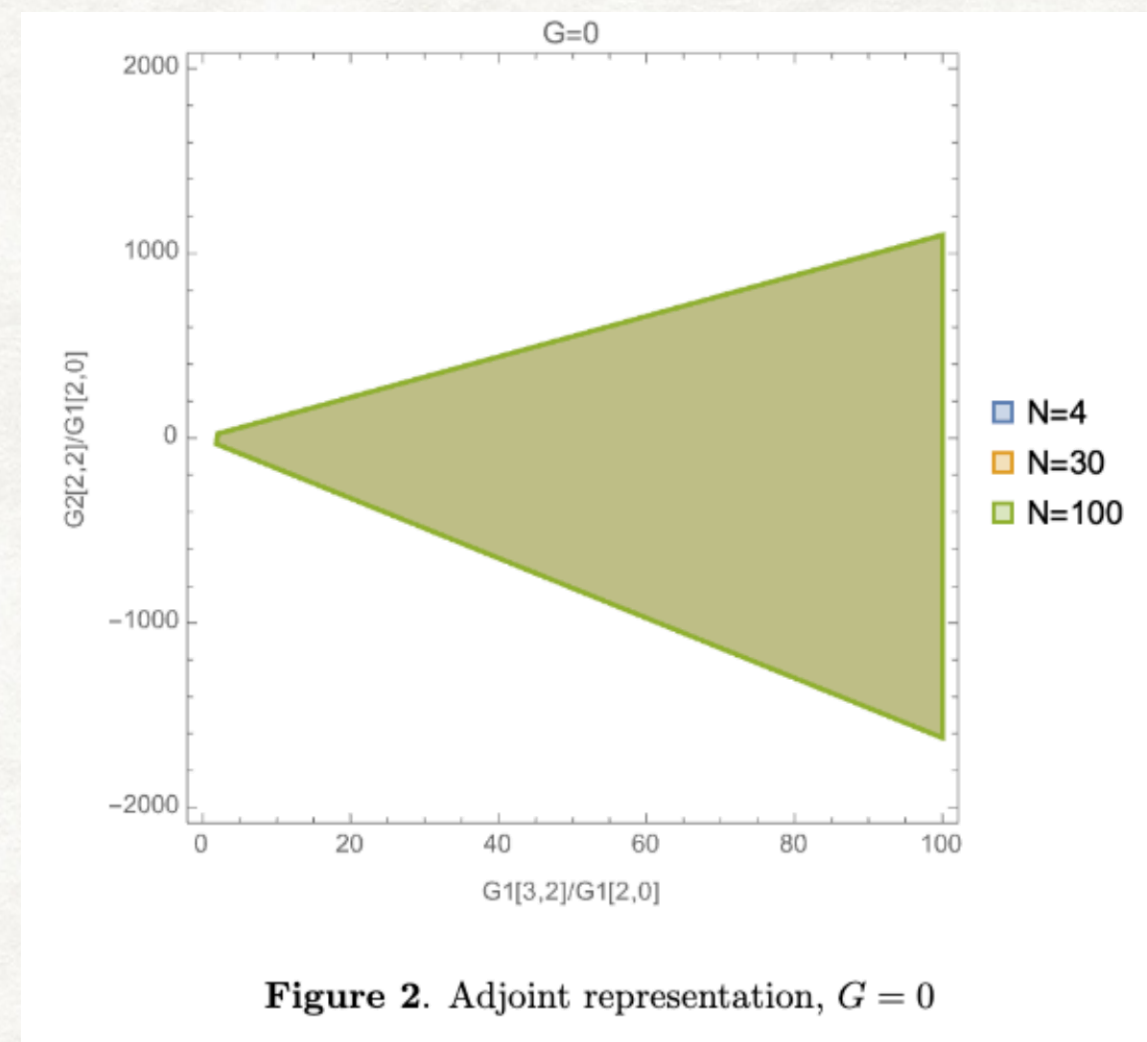 G=0
2000
1000
0
−1000
−2000
G2[2,2]/G1[2,0]
0 20 40 60 80 100
G1[3,2]/G1[2,0]
N=4
N=30
N=100
Figure 2. Adjoint representation, G = 0